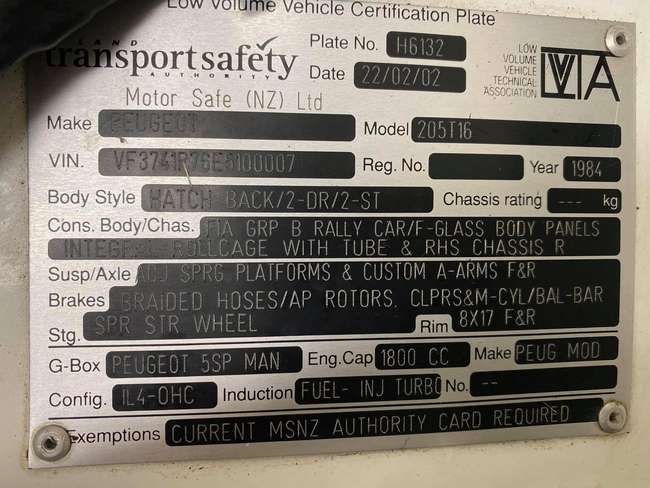 Low Volume Vehicle Certification Plate
LAND
transportsafety
AUTHORITY
Plate No. H6132
Date 22/02/02
LOW
VOLUME
VEHICLE
TECHNICAL
ASSOCIATION
LVVTA
Motor Safe (NZ) Ltd
Make PEUGEOT Model 205T16
VIN. VF3741R76E5100007 Reg. No. Year 1984
Body Style HATCH BACK/2-DR/2-ST Chassis rating --- kg
Cons. Body/Chas. FIA GRP B RALLY CAR/F-GLASS BODY PANELS
INTEGRAL ROLLCAGE WITH TUBE & RHS CHASSIS R
Susp/Axle ADJ SPRG PLATFORMS & CUSTOM A-ARMS F&R
Brakes BRAIDED HOSES/AP ROTORS, CLPRS&M-CYL/BAL-BAR
Stg. SPR STR WHEEL Rim 8X17 F&R
G-Box PEUGEOT 5SP MAN Eng.Cap 1800 CC Make PEUG MOD
Config. IL4-OHC Induction FUEL- INJ TURBO No. --
Exemptions CURRENT MSNZ AUTHORITY CARD REQUIRED